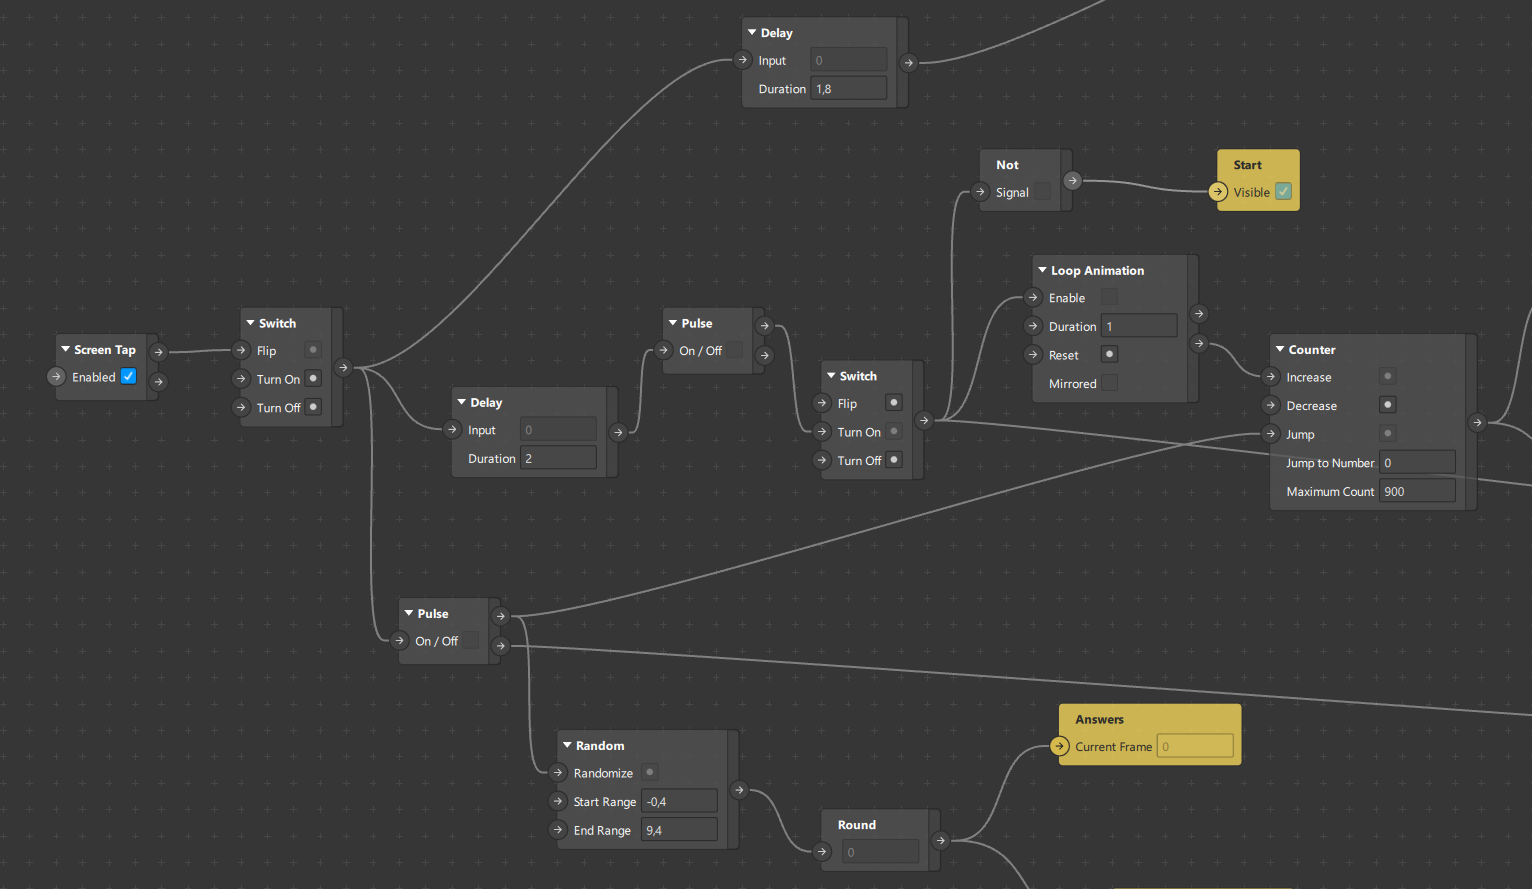 Delay
Input 0
Duration 1,8
Not
Signal
Start
Visible
Loop Animation
Enable
Duration 1
Reset
Mirrored
Screen Tap
Enabled
Switch
Flip
Turn On
Turn Off
Pulse
On / Off
Delay
Input 0
Duration 2
Switch
Flip
Turn On
Turn Off
Counter
Increase
Decrease
Jump
Jump to Number 0
Maximum Count 900
Pulse
On / Off
Random
Randomize
Start Range -0,4
End Range 9,4
Answers
Current Frame 0
Round
0